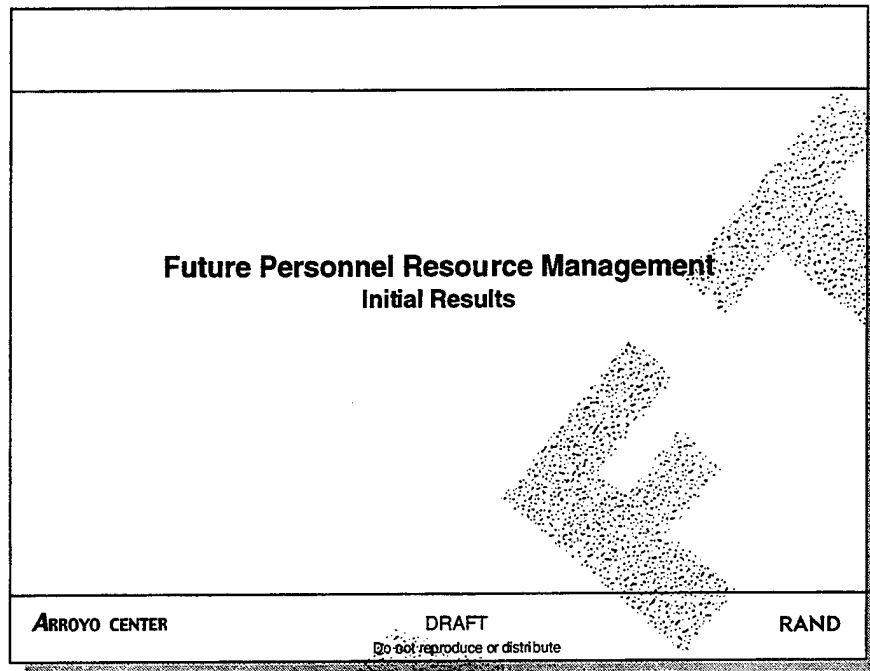 Future Personnel Resource Management
Initial Results
ARROYO CENTER
DRAFT
RAND
Do not reproduce or distribute